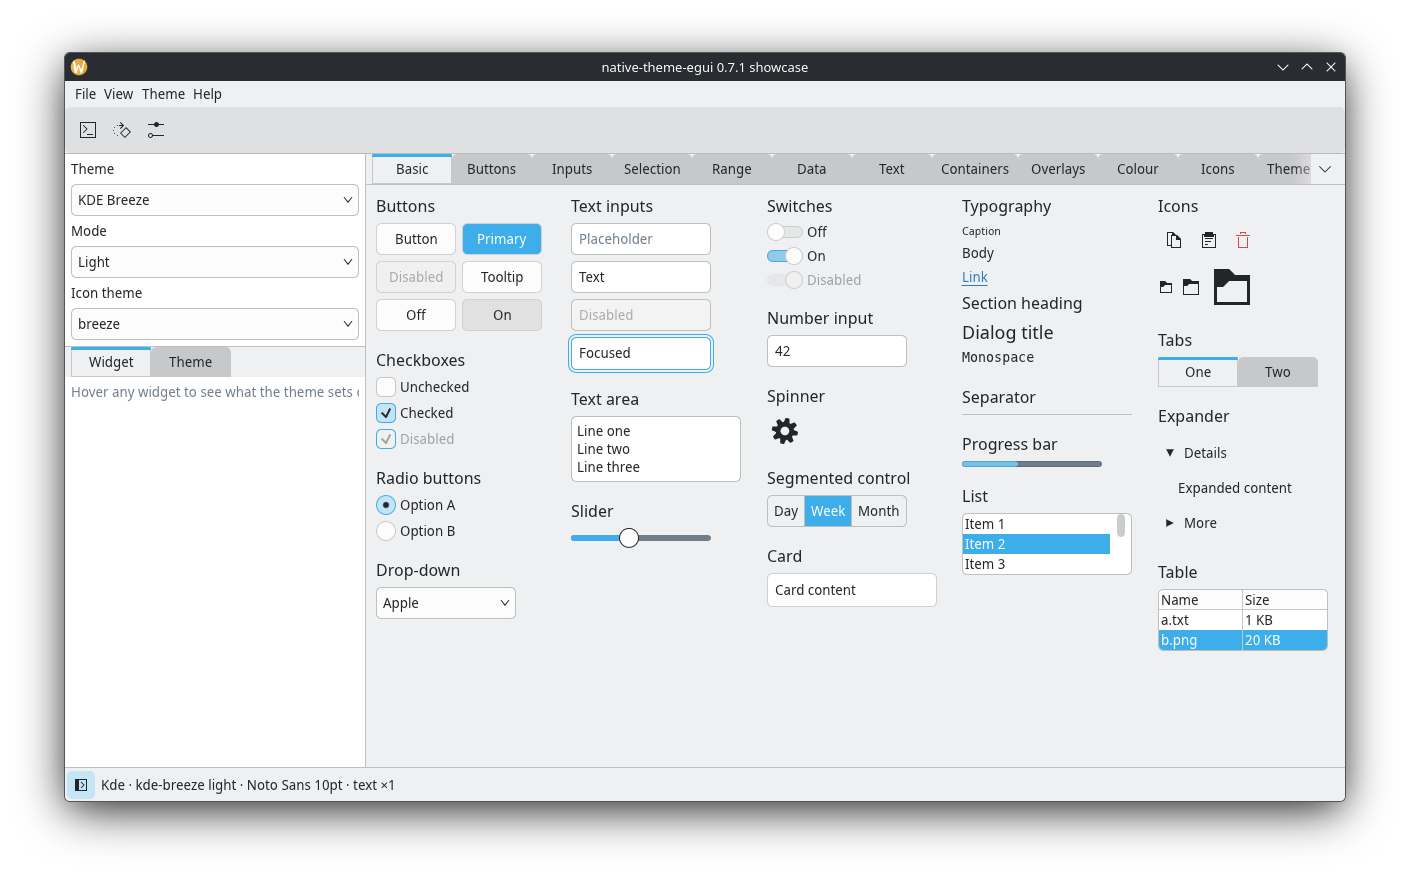 native-theme-egui 0.7.1 showcase
File View Theme Help
Theme
KDE Breeze
Mode
Light
Icon theme
breeze
Widget Theme
Hover any widget to see what the theme sets
Basic Buttons Inputs Selection Range Data Text Containers Overlays Colour Icons Theme
Buttons
Button Primary
Disabled Tooltip
Off On
Checkboxes
Unchecked
Checked
Disabled
Radio buttons
Option A
Option B
Drop-down
Apple
Text inputs
Placeholder
Text
Disabled
Focused
Text area
Line one
Line two
Line three
Slider
Switches
Off
On
Disabled
Number input
42
Spinner
Segmented control
Day Week Month
Card
Card content
Typography
Caption
Body
Link
Section heading
Dialog title
Monospace
Separator
Progress bar
List
Item 1
Item 2
Item 3
Icons
Tabs
One Two
Expander
Details
Expanded content
More
Table
Name Size
a.txt 1 KB
b.png 20 KB
Kde · kde-breeze light · Noto Sans 10pt · text ×1